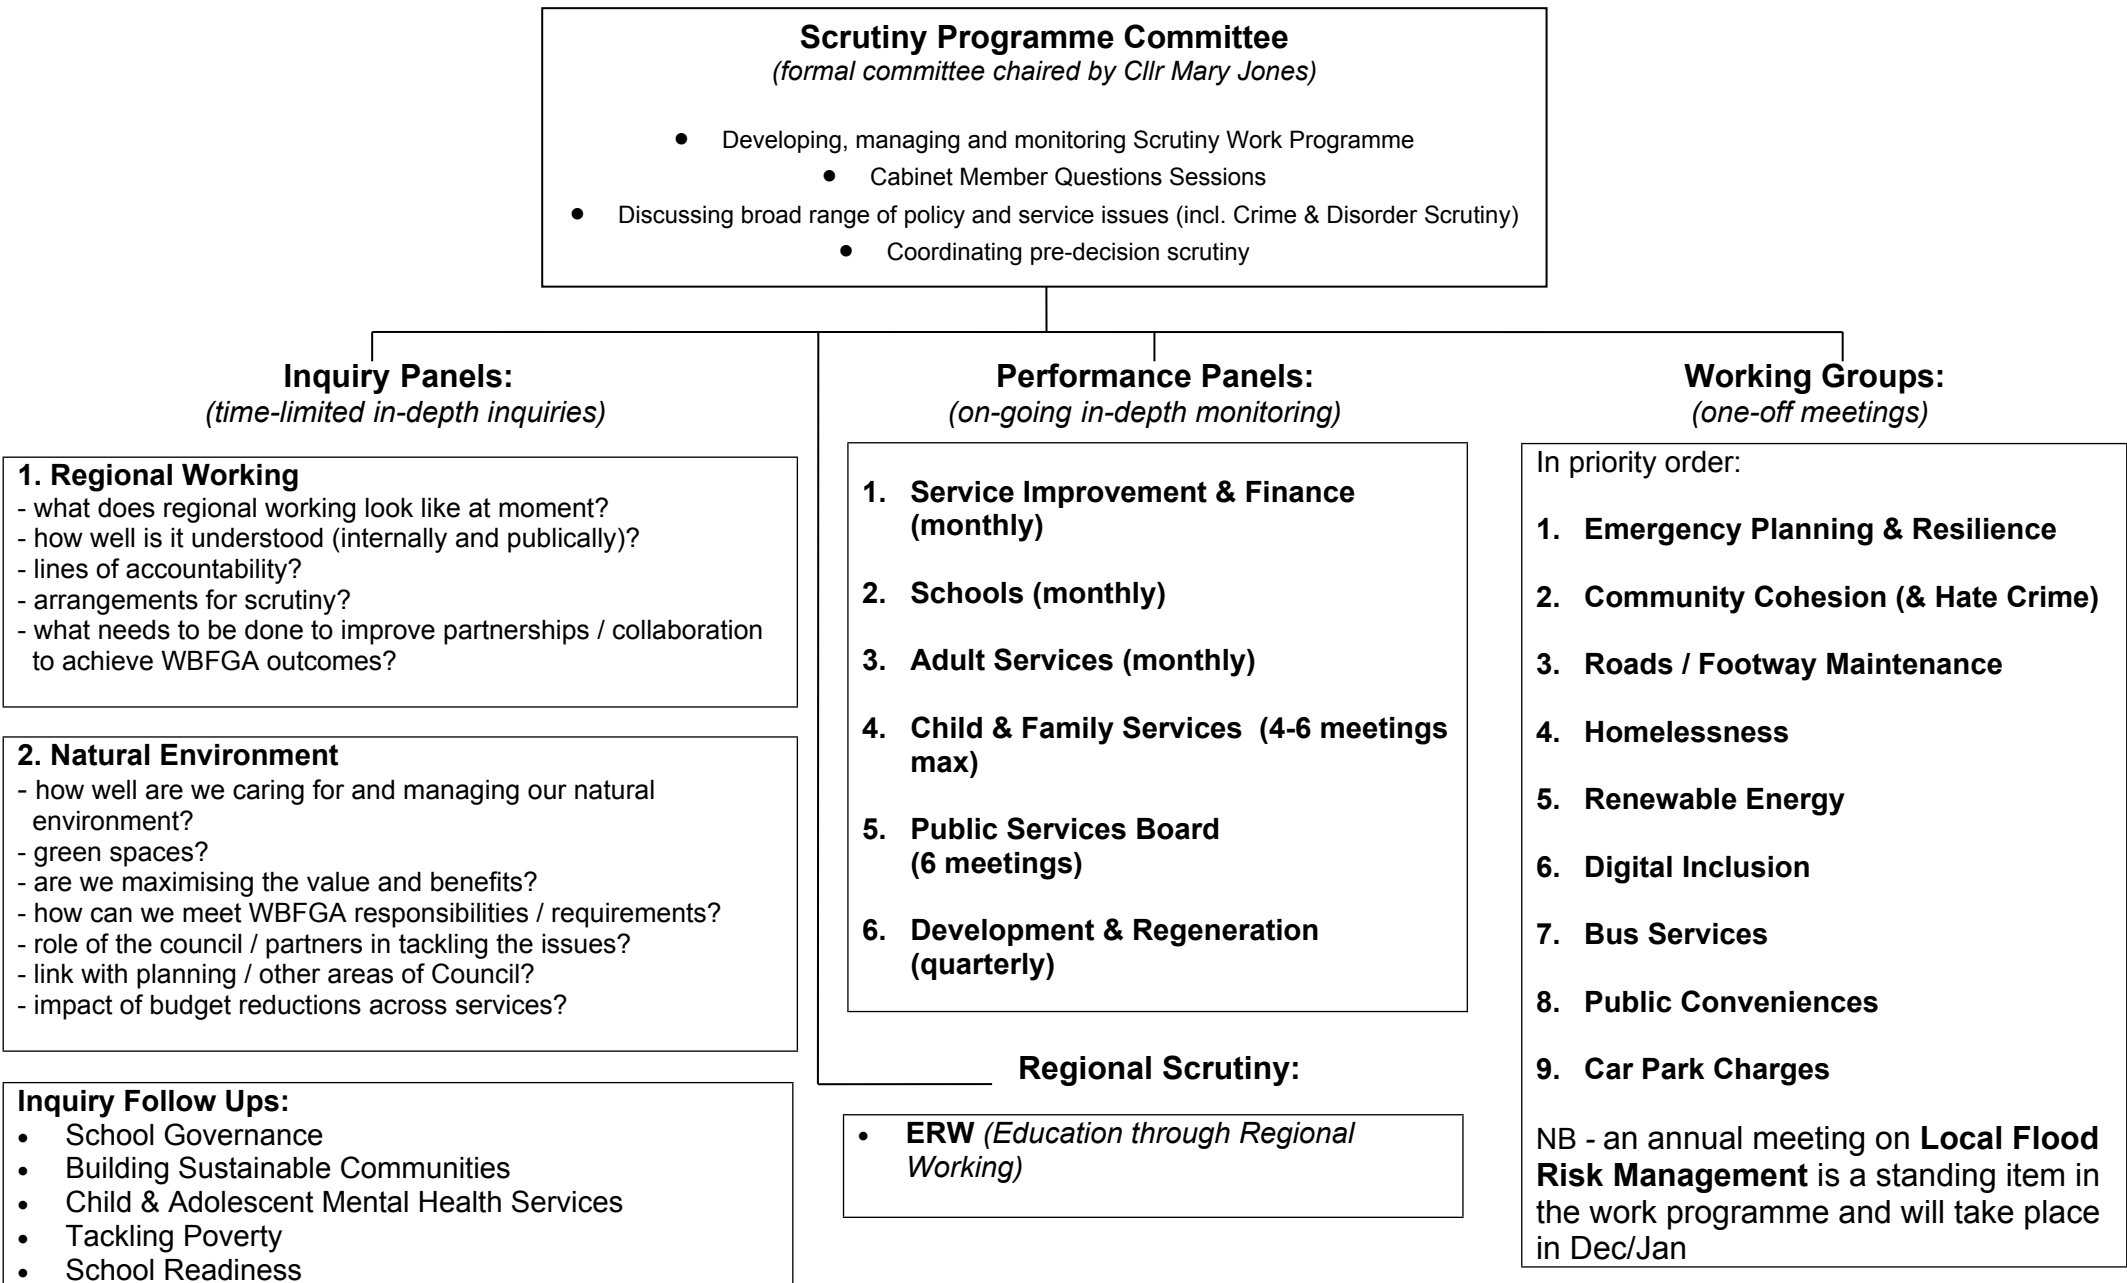 Scrutiny Programme Committee
(formal committee chaired by Cllr Mary Jones)
• Developing, managing and monitoring Scrutiny Work Programme
• Cabinet Member Questions Sessions
• Discussing broad range of policy and service issues (incl. Crime & Disorder Scrutiny)
• Coordinating pre-decision scrutiny
Inquiry Panels:
(time-limited in-depth inquiries)
1. Regional Working
- what does regional working look like at moment?
- how well is it understood (internally and publically)?
- lines of accountability?
- arrangements for scrutiny?
- what needs to be done to improve partnerships / collaboration
to achieve WBFGA outcomes?
2. Natural Environment
- how well are we caring for and managing our natural
environment?
- green spaces?
- are we maximising the value and benefits?
- how can we meet WBFGA responsibilities / requirements?
- role of the council / partners in tackling the issues?
- link with planning / other areas of Council?
- impact of budget reductions across services?
Inquiry Follow Ups:
• School Governance
• Building Sustainable Communities
• Child & Adolescent Mental Health Services
• Tackling Poverty
• School Readiness
Performance Panels:
(on-going in-depth monitoring)
1. Service Improvement & Finance
(monthly)
2. Schools (monthly)
3. Adult Services (monthly)
4. Child & Family Services (4-6 meetings
max)
5. Public Services Board
(6 meetings)
6. Development & Regeneration
(quarterly)
Regional Scrutiny:
• ERW (Education through Regional
Working)
Working Groups:
(one-off meetings)
In priority order:
1. Emergency Planning & Resilience
2. Community Cohesion (& Hate Crime)
3. Roads / Footway Maintenance
4. Homelessness
5. Renewable Energy
6. Digital Inclusion
7. Bus Services
8. Public Conveniences
9. Car Park Charges
NB - an annual meeting on Local Flood
Risk Management is a standing item in
the work programme and will take place
in Dec/Jan